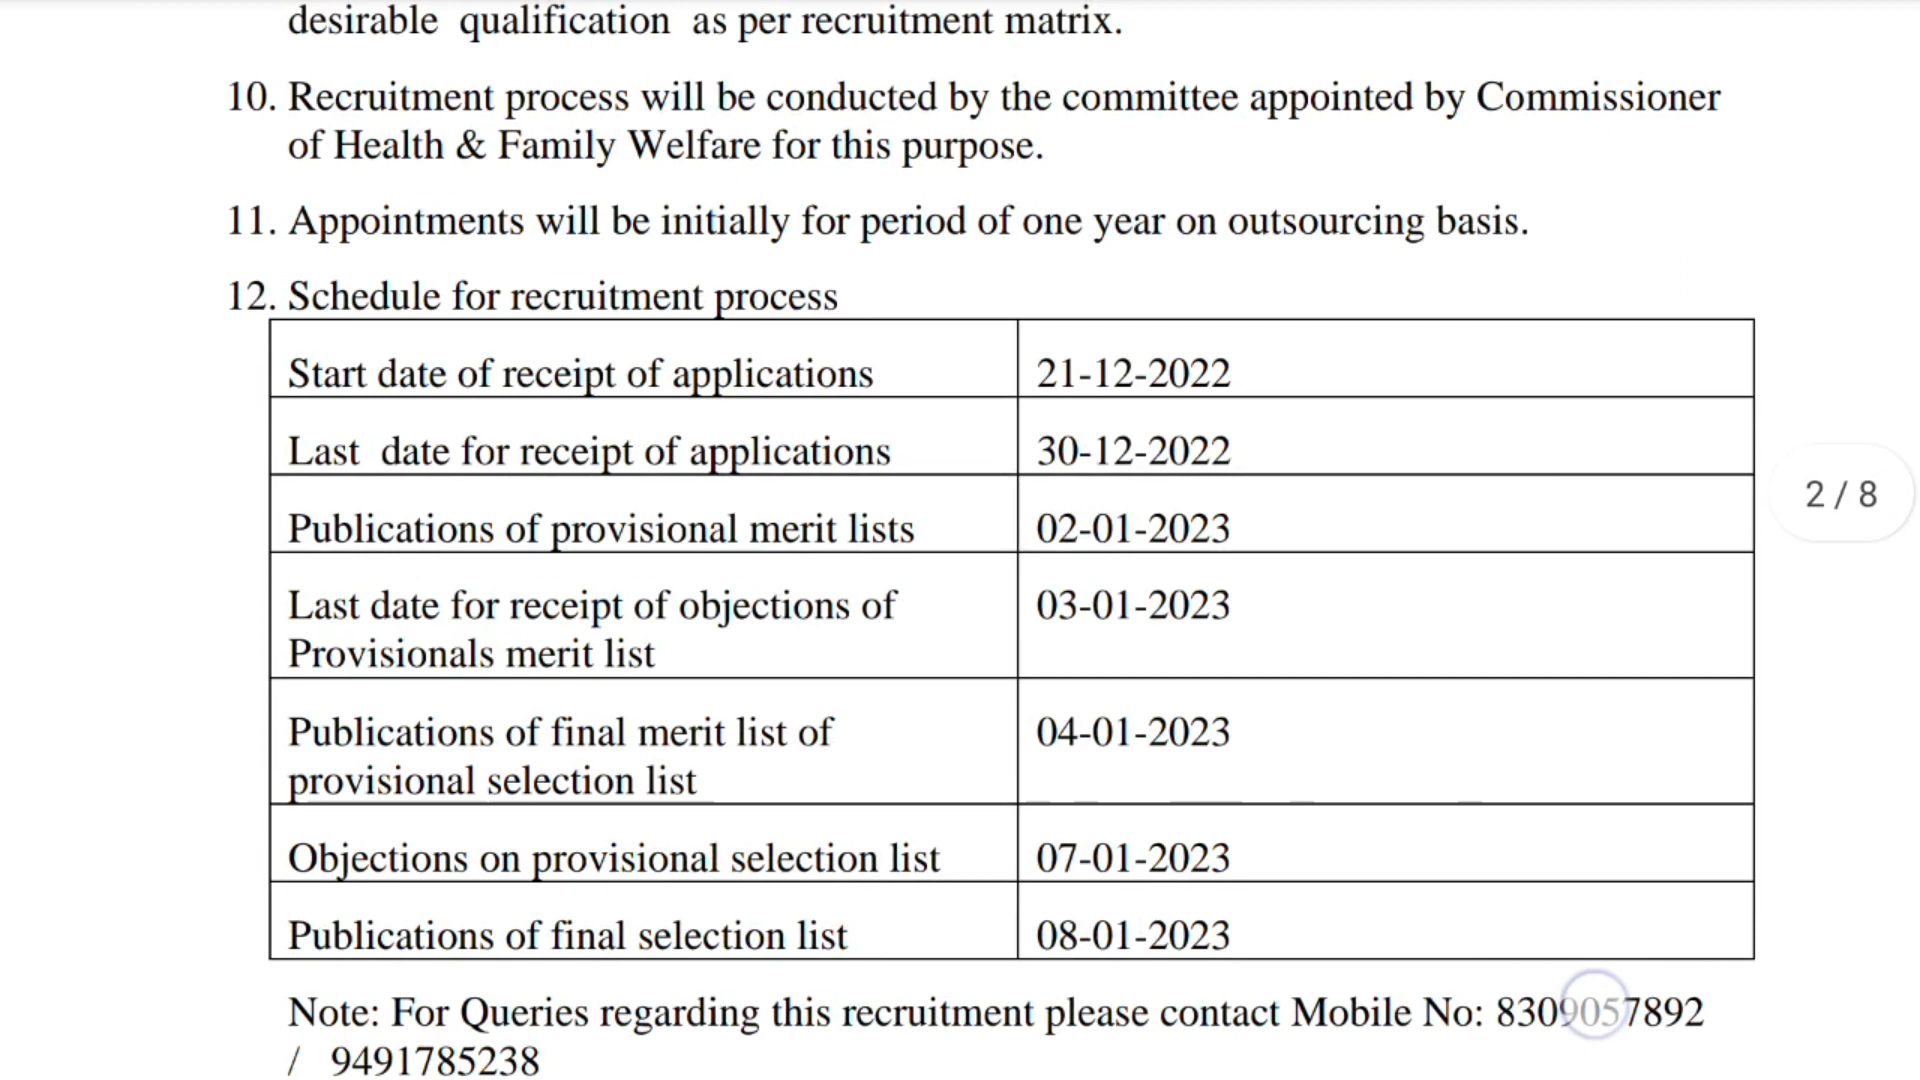 desirable qualification as per recruitment matrix.
10. Recruitment process will be conducted by the committee appointed by Commissioner
of Health & Family Welfare for this purpose.
11. Appointments will be initially for period of one year on outsourcing basis.
12. Schedule for recruitment process
Start date of receipt of applications 21-12-2022
Last date for receipt of applications 30-12-2022
2 / 8
Publications of provisional merit lists 02-01-2023
Last date for receipt of objections of 03-01-2023
Provisionals merit list
Publications of final merit list of 04-01-2023
provisional selection list
Objections on provisional selection list 07-01-2023
Publications of final selection list 08-01-2023
Note: For Queries regarding this recruitment please contact Mobile No: 8309057892
/ 9491785238